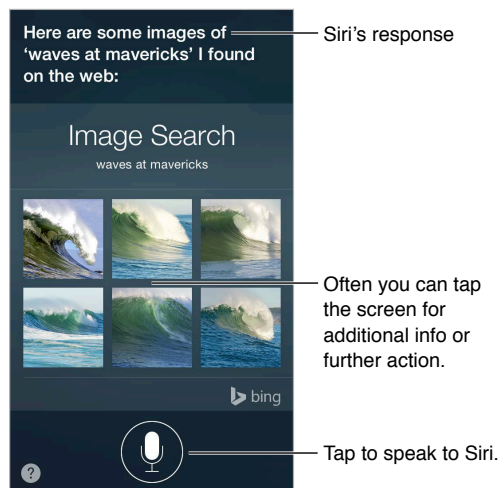 Here are some images of
‘waves at mavericks’ I found
on the web:
Siri’s response
Image Search
waves at mavericks
Often you can tap
the screen for
additional info or
further action.
bing
Tap to speak to Siri.
?